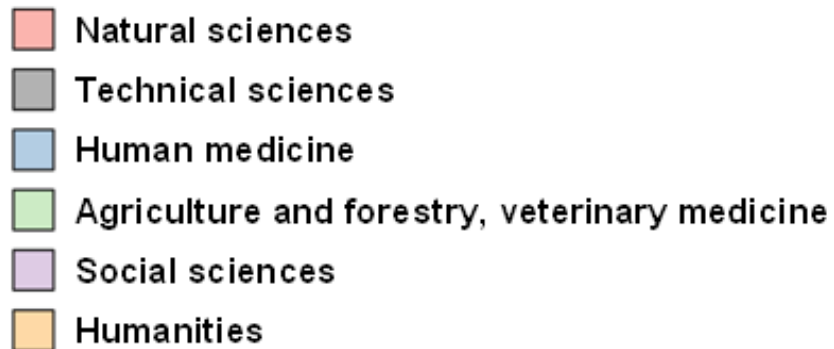 Natural sciences
Technical sciences
Human medicine
Agriculture and forestry, veterinary medicine
Social sciences
Humanities